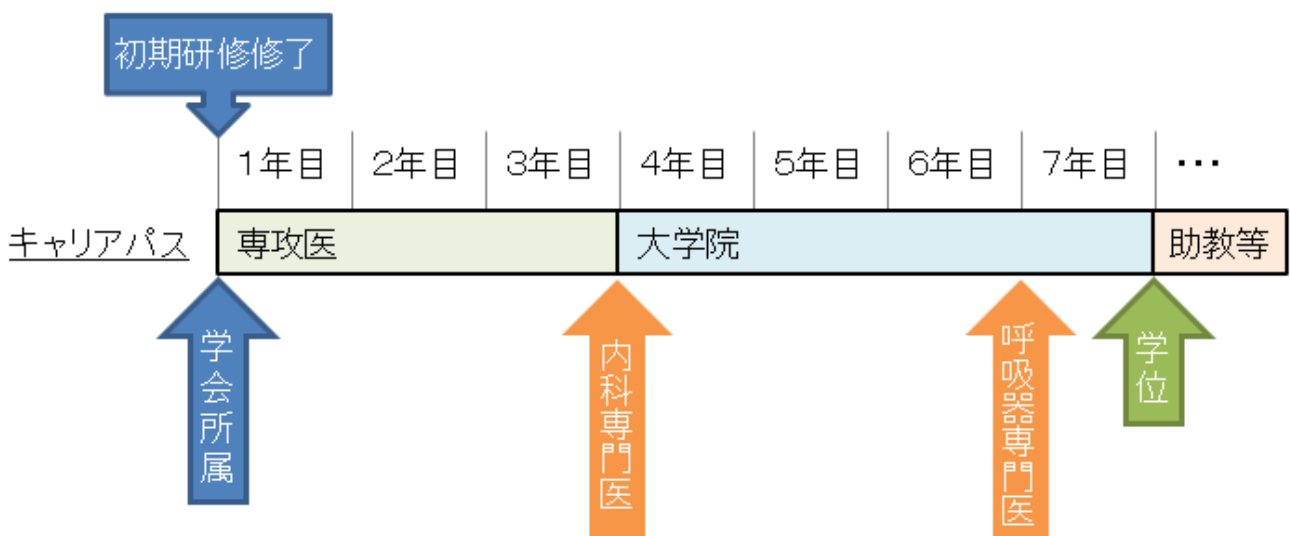 初期研修修了
1年目
2年目
3年目
4年目
5年目
6年目
7年目
…
キャリアパス
専攻医
大学院
助教等
学会所属
内科専門医
呼吸器専門医
学位